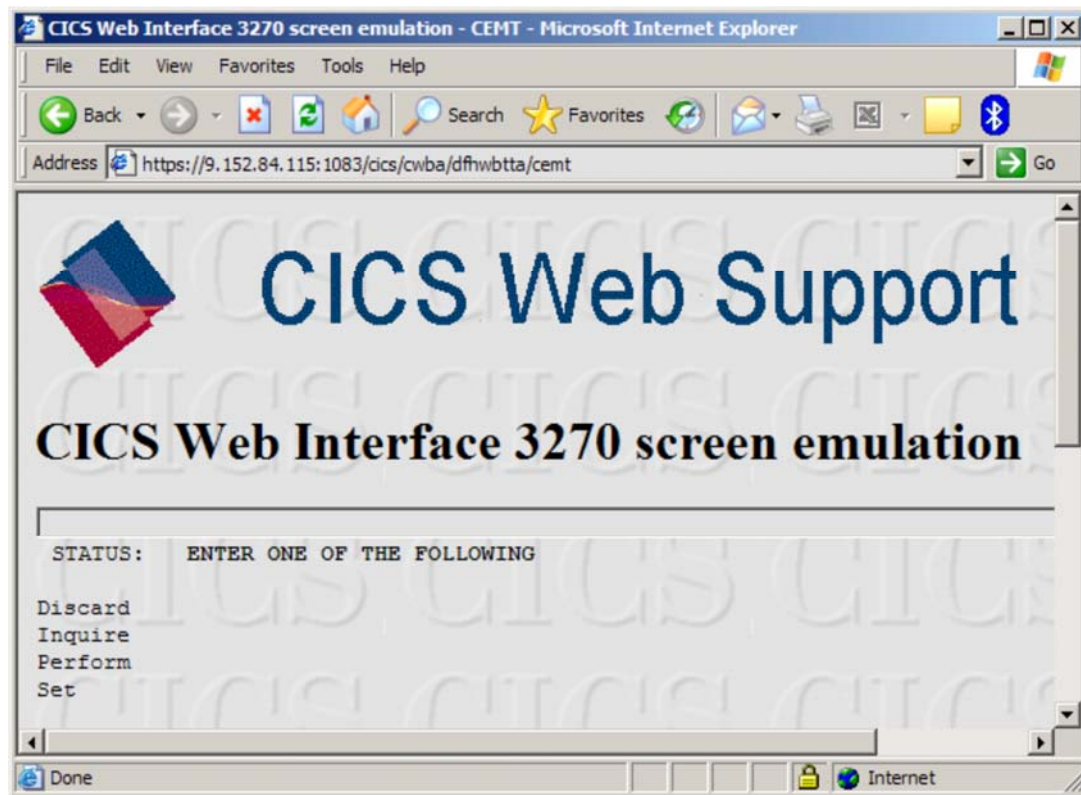 CICS Web Interface 3270 screen emulation - CEMT - Microsoft Internet Explorer
File Edit View Favorites Tools Help
Back Search Favorites
Address https://9.152.84.115:1083/cics/cwba/dfhwbtta/cemt Go
CICS Web Support
CICS Web Interface 3270 screen emulation
STATUS: ENTER ONE OF THE FOLLOWING
Discard
Inquire
Perform
Set
Done Internet